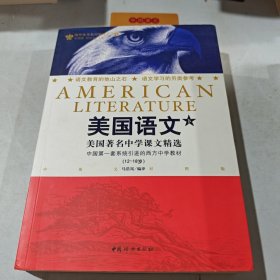 语文教育的他山之石 语文学习的另类参考
AMERICAN
LITERATURE
美国语文
美国著名中学课文精选
中国第一套系统引进的西方中学教材
(12-18岁)
马浩岚/编译
中国妇女出版社